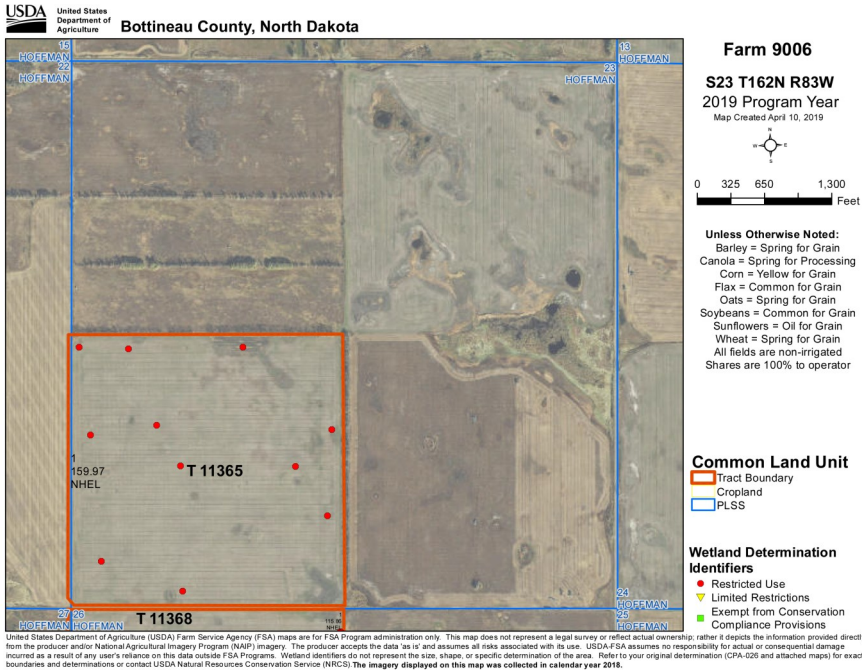 USDA
United States
Department of
Agriculture
Bottineau County, North Dakota
15
HOFFMAN
22
HOFFMAN
13
HOFFMAN
23
HOFFMAN
Farm 9006
S23 T162N R83W
2019 Program Year
Map Created April 10, 2019
N
W E
S
0 325 650 1,300
Feet
Unless Otherwise Noted:
Barley = Spring for Grain
Canola = Spring for Processing
Corn = Yellow for Grain
Flax = Common for Grain
Oats = Spring for Grain
Soybeans = Common for Grain
Sunflowers = Oil for Grain
Wheat = Spring for Grain
All fields are non-irrigated
Shares are 100% to operator
1
159.97
NHEL
T 11365
Common Land Unit
Tract Boundary
Cropland
PLSS
Wetland Determination
Identifiers
Restricted Use
Limited Restrictions
Exempt from Conservation
Compliance Provisions
27 26
HOFFMAN HOFFMAN
T 11368
1
NHEL
24
HOFFMAN
25
HOFFMAN
United States Department of Agriculture (USDA) Farm Service Agency (FSA) maps are for FSA Program administration only. This map does not represent a legal survey or reflect actual ownership; rather it depicts the information provided directl
from the producer and/or National Agricultural Imagery Program (NAIP) imagery. The producer accepts the data 'as is' and assumes all risks associated with its use. USDA-FSA assumes no responsibility for actual or consequential damage
incurred as a result of any user's reliance on this data outside FSA Programs. Wetland identifiers do not represent the size, shape, or specific determination of the area. Refer to your original determination (CPA-026 and attached maps) for exac
boundaries and determinations or contact USDA Natural Resources Conservation Service (NRCS). The imagery displayed on this map was collected in calendar year 2018.